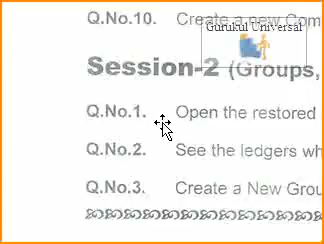 Q.No.10. Create a new Com
Gurukul Universal
Session-2 (Groups,
Q.No.1. Open the restored
Q.No.2. See the ledgers wh
Q.No.3. Create a New Grou